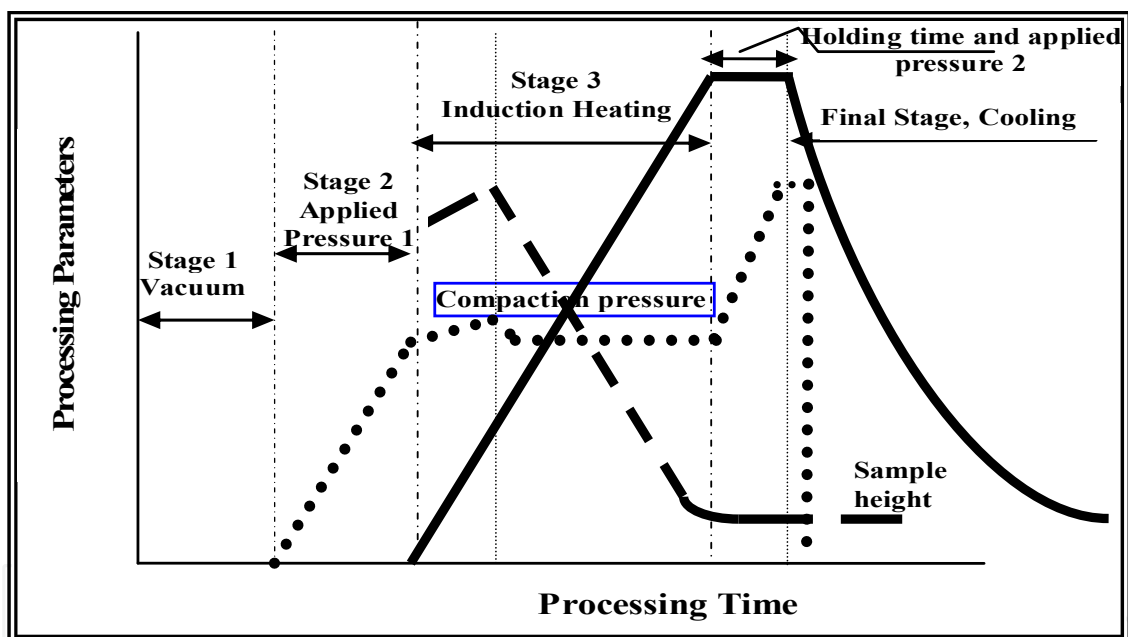 Holding time and applied
pressure 2
Stage 3
Induction Heating
Final Stage, Cooling
Stage 2
Applied
Pressure 1
Stage 1
Vacuum
Compaction pressure
Sample
height
Processing Parameters
Processing Time